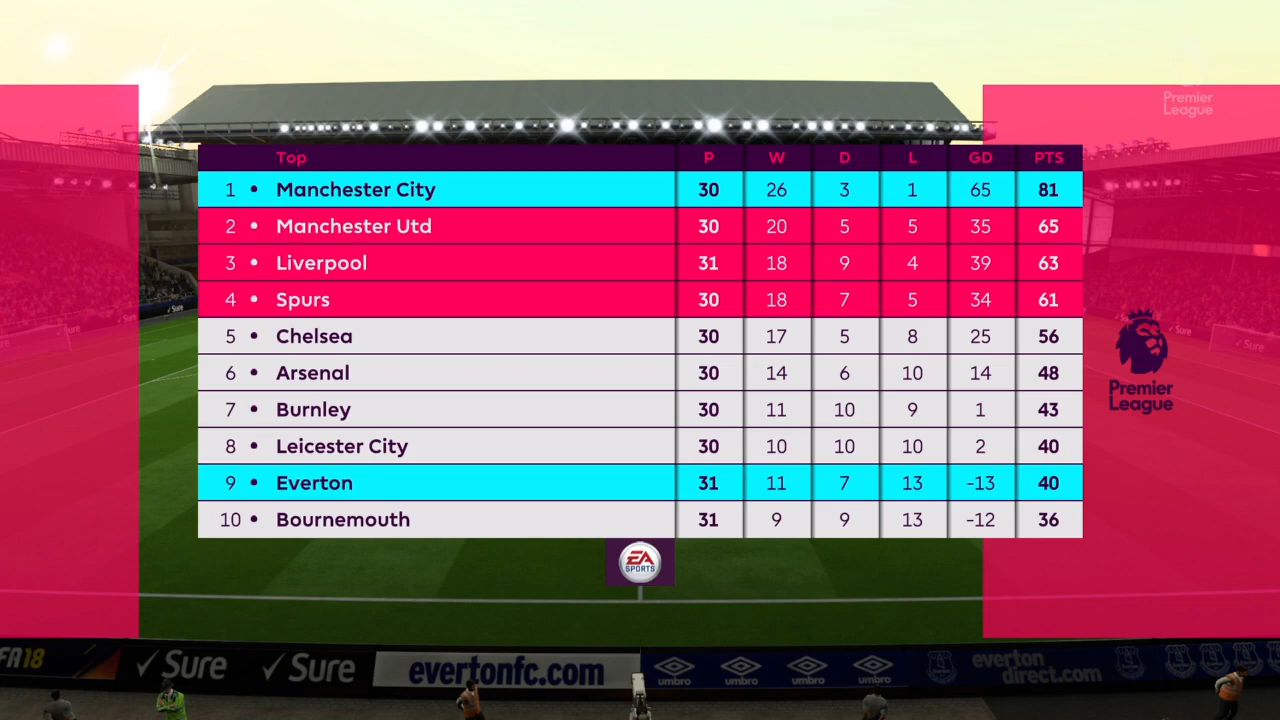 Premier
League
Top P W D L GD PTS
1 • Manchester City 30 26 3 1 65 81
2 • Manchester Utd 30 20 5 5 35 65
3 • Liverpool 31 18 9 4 39 63
4 • Spurs 30 18 7 5 34 61
5 • Chelsea 30 17 5 8 25 56
6 • Arsenal 30 14 6 10 14 48
7 • Burnley 30 11 10 9 1 43
8 • Leicester City 30 10 10 10 2 40
9 • Everton 31 11 7 13 -13 40
10 • Bournemouth 31 9 9 13 -12 36
Premier
League
Sure
Sure
Sure
Sure
EA
SPORTS
FA18
Sure
Sure
evertonfc.com
umbro
umbro
umbro
umbro
everton
direct.com